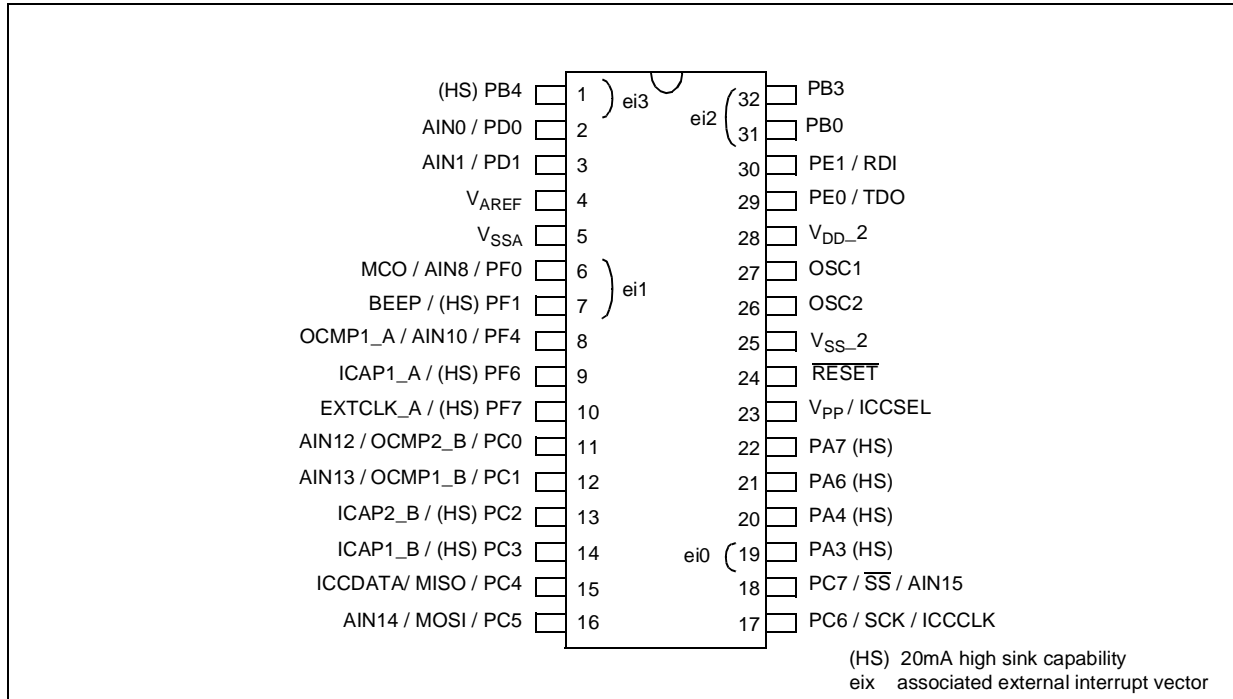 (HS) PB4 1 ei3 ei2 32 PB3
AIN0 / PD0 2 31 PB0
AIN1 / PD1 3 30 PE1 / RDI
VAREF 4 29 PE0 / TDO
VSSA 5 28 VDD_2
MCO / AIN8 / PF0 6 27 OSC1
BEEP / (HS) PF1 7 ei1 26 OSC2
OCMP1_A / AIN10 / PF4 8 25 VSS_2
ICAP1_A / (HS) PF6 9 24 RESET
EXTCLK_A / (HS) PF7 10 23 VPP / ICCSEL
AIN12 / OCMP2_B / PC0 11 22 PA7 (HS)
AIN13 / OCMP1_B / PC1 12 21 PA6 (HS)
ICAP2_B / (HS) PC2 13 20 PA4 (HS)
ICAP1_B / (HS) PC3 14 ei0 19 PA3 (HS)
ICCDATA/ MISO / PC4 15 18 PC7 / SS / AIN15
AIN14 / MOSI / PC5 16 17 PC6 / SCK / ICCCLK
(HS) 20mA high sink capability
eix associated external interrupt vector